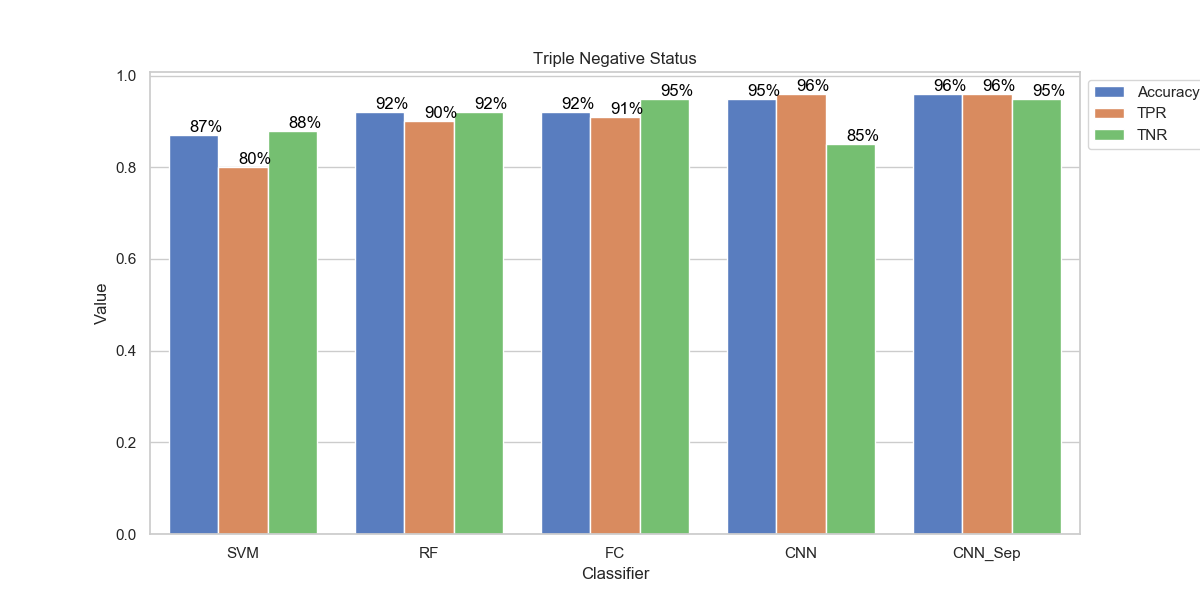 Triple Negative Status
Value
1.0
0.8
0.6
0.4
0.2
0.0
87%
80%
88%
92%
90%
92%
92%
91%
95%
95%
96%
85%
96%
96%
95%
SVM
RF
FC
CNN
CNN_Sep
Classifier
Accuracy
TPR
TNR